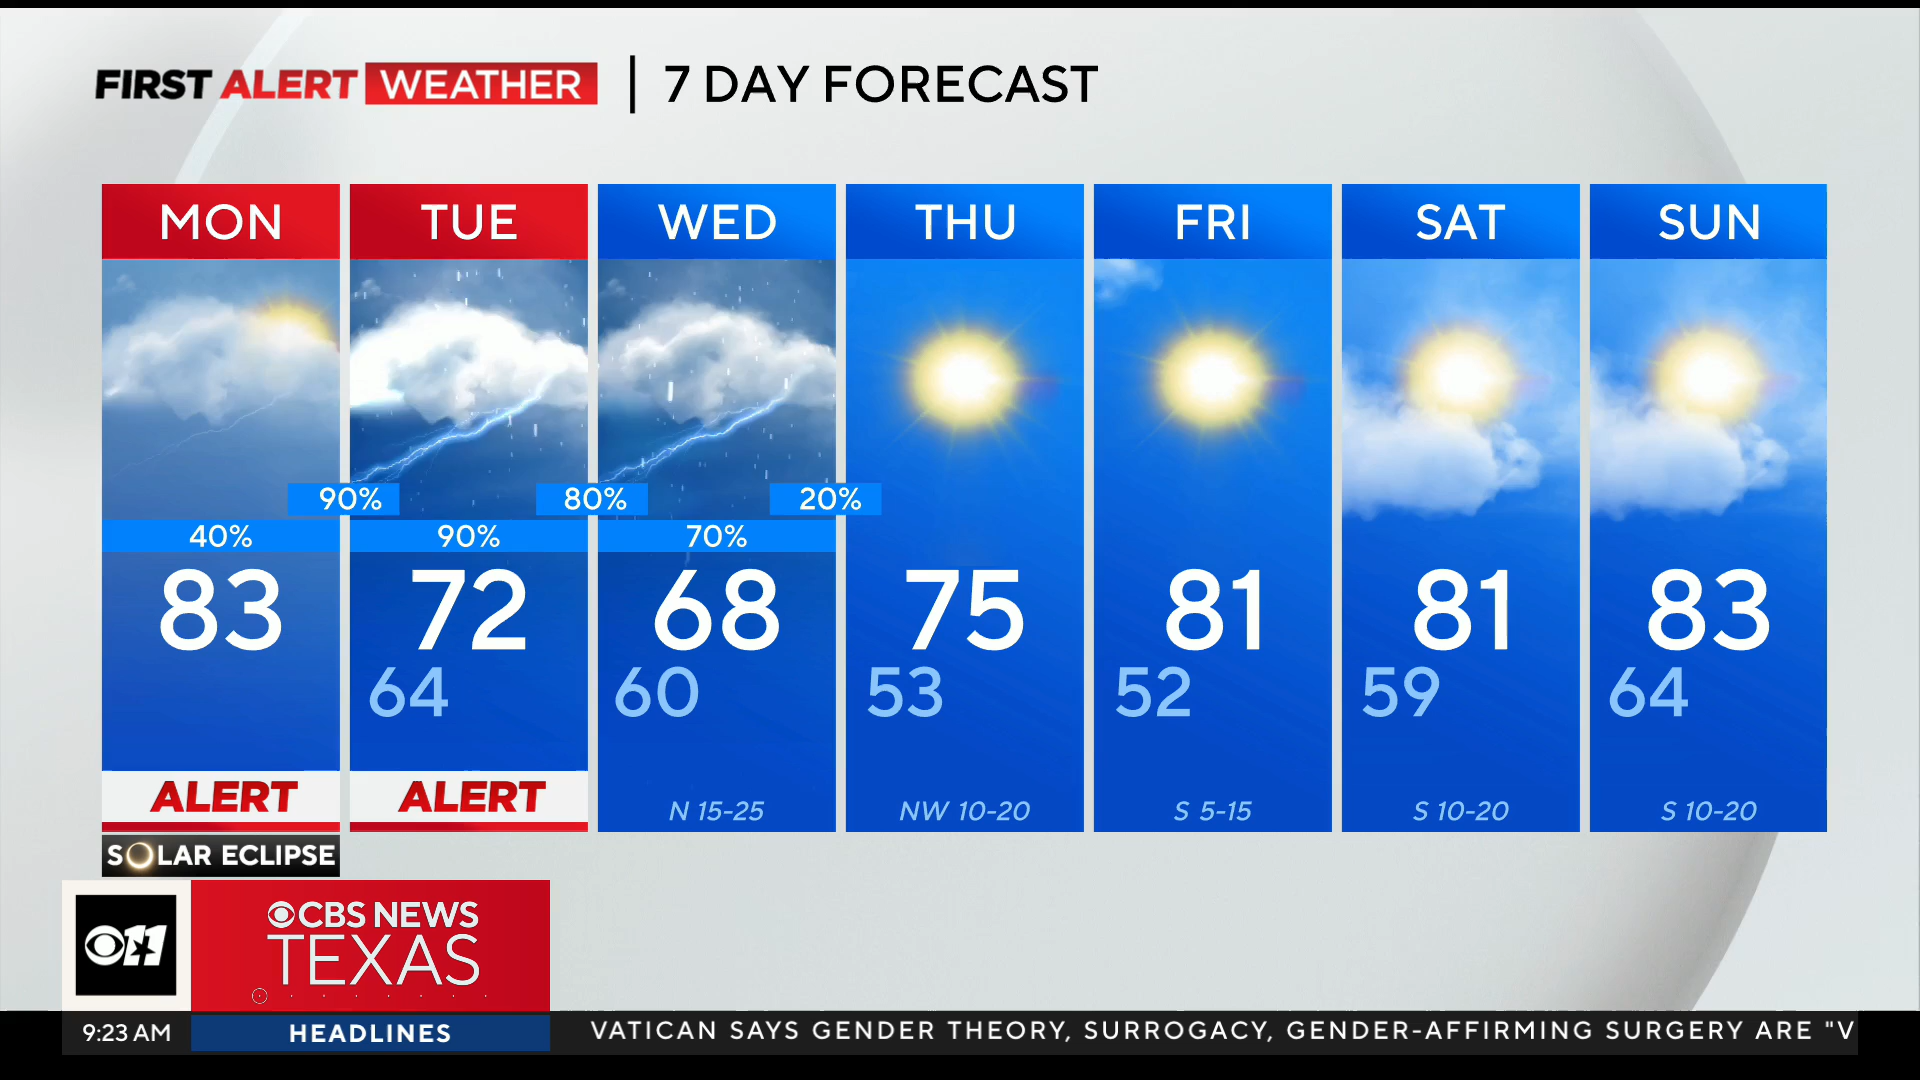 FIRST ALERT WEATHER | 7 DAY FORECAST
MON TUE WED THU FRI SAT SUN
90% 80% 20%
40% 90% 70%
83 72 68 75 81 81 83
64 60 53 52 59 64
ALERT ALERT N 15-25 NW 10-20 S 5-15 S 10-20 S 10-20
SOLAR ECLIPSE
CBS NEWS
11 TEXAS
9:23 AM HEADLINES VATICAN SAYS GENDER THEORY, SURROGACY, GENDER-AFFIRMING SURGERY ARE "V